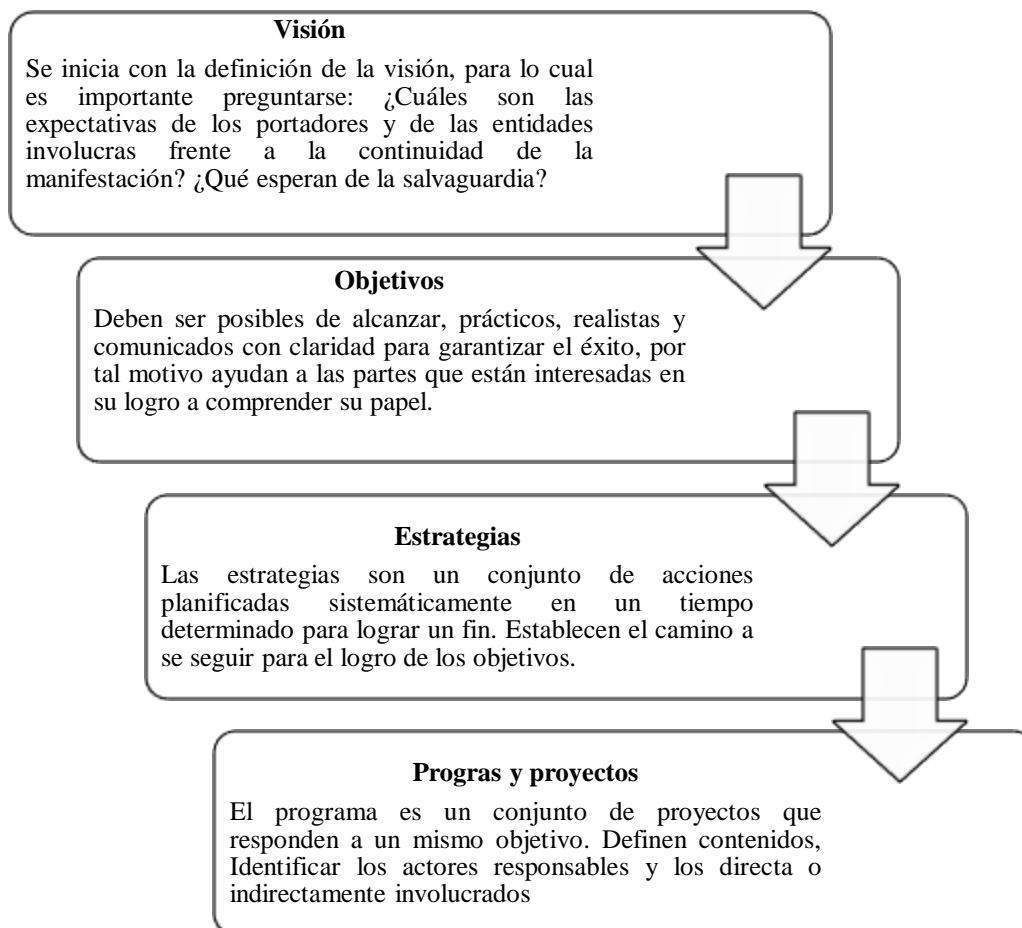 Visión
Se inicia con la definición de la visión, para lo cual
es importante preguntarse: ¿Cuáles son las
expectativas de los portadores y de las entidades
involucras frente a la continuidad de la
manifestación? ¿Qué esperan de la salvaguardia?
Objetivos
Deben ser posibles de alcanzar, prácticos, realistas y
comunicados con claridad para garantizar el éxito, por
tal motivo ayudan a las partes que están interesadas en
su logro a comprender su papel.
Estrategias
Las estrategias son un conjunto de acciones
planificadas sistemáticamente en un tiempo
determinado para lograr un fin. Establecen el camino a
se seguir para el logro de los objetivos.
Progras y proyectos
El programa es un conjunto de proyectos que
responden a un mismo objetivo. Definen contenidos,
Identificar los actores responsables y los directa o
indirectamente involucrados